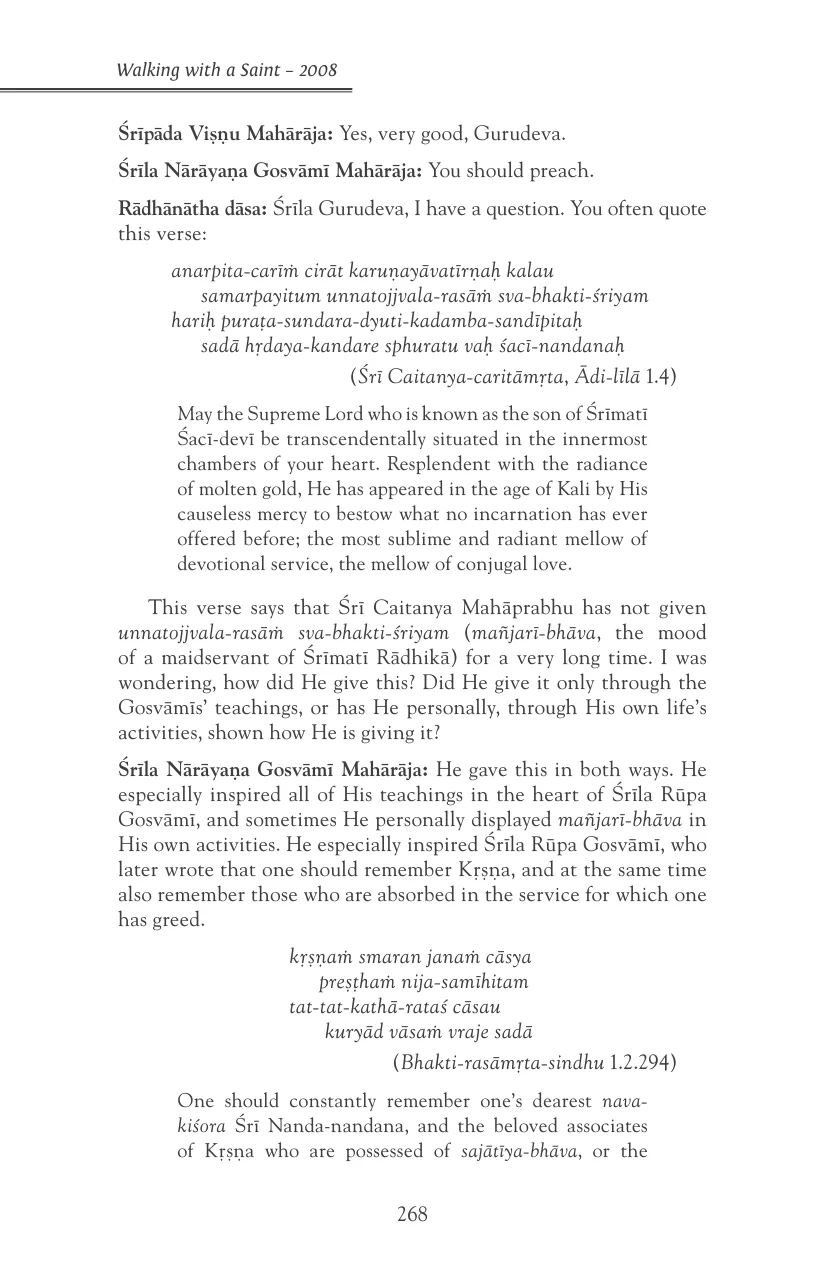 Walking with a Saint – 2008
Śrīpāda Viṣṇu Mahārāja: Yes, very good, Gurudeva.
Śrīla Nārāyaṇa Gosvāmī Mahārāja: You should preach.
Rādhānātha dāsa: Śrīla Gurudeva, I have a question. You often quote
this verse:
anarpita-carīṁ cirāt karuṇayāvatīrṇaḥ kalau
samarpayitum unnatojjvala-rasāṁ sva-bhakti-śriyam
hariḥ puraṭa-sundara-dyuti-kadamba-sandīpitaḥ
sadā hṛdaya-kandare sphuratu vaḥ śacī-nandanaḥ
(Śrī Caitanya-caritāmṛta, Ādi-līlā 1.4)
May the Supreme Lord who is known as the son of Śrīmatī
Śacī-devī be transcendentally situated in the innermost
chambers of your heart. Resplendent with the radiance
of molten gold, He has appeared in the age of Kali by His
causeless mercy to bestow what no incarnation has ever
offered before; the most sublime and radiant mellow of
devotional service, the mellow of conjugal love.
This verse says that Śrī Caitanya Mahāprabhu has not given
unnatojjvala-rasāṁ sva-bhakti-śriyam (mañjarī-bhāva, the mood
of a maidservant of Śrīmatī Rādhikā) for a very long time. I was
wondering, how did He give this? Did He give it only through the
Gosvāmīs' teachings, or has He personally, through His own life's
activities, shown how He is giving it?
Śrīla Nārāyaṇa Gosvāmī Mahārāja: He gave this in both ways. He
especially inspired all of His teachings in the heart of Śrīla Rūpa
Gosvāmī, and sometimes He personally displayed mañjarī-bhāva in
His own activities. He especially inspired Śrīla Rūpa Gosvāmī, who
later wrote that one should remember Kṛṣṇa, and at the same time
also remember those who are absorbed in the service for which one
has greed.
kṛṣṇaṁ smaran janaṁ cāsya
preṣṭhaṁ nija-samīhitam
tat-tat-kathā-rataś cāsau
kuryād vāsaṁ vraje sadā
(Bhakti-rasāmṛta-sindhu 1.2.294)
One should constantly remember one's dearest nava-
kiśora Śrī Nanda-nandana, and the beloved associates
of Kṛṣṇa who are possessed of sajātīya-bhāva, or the
268